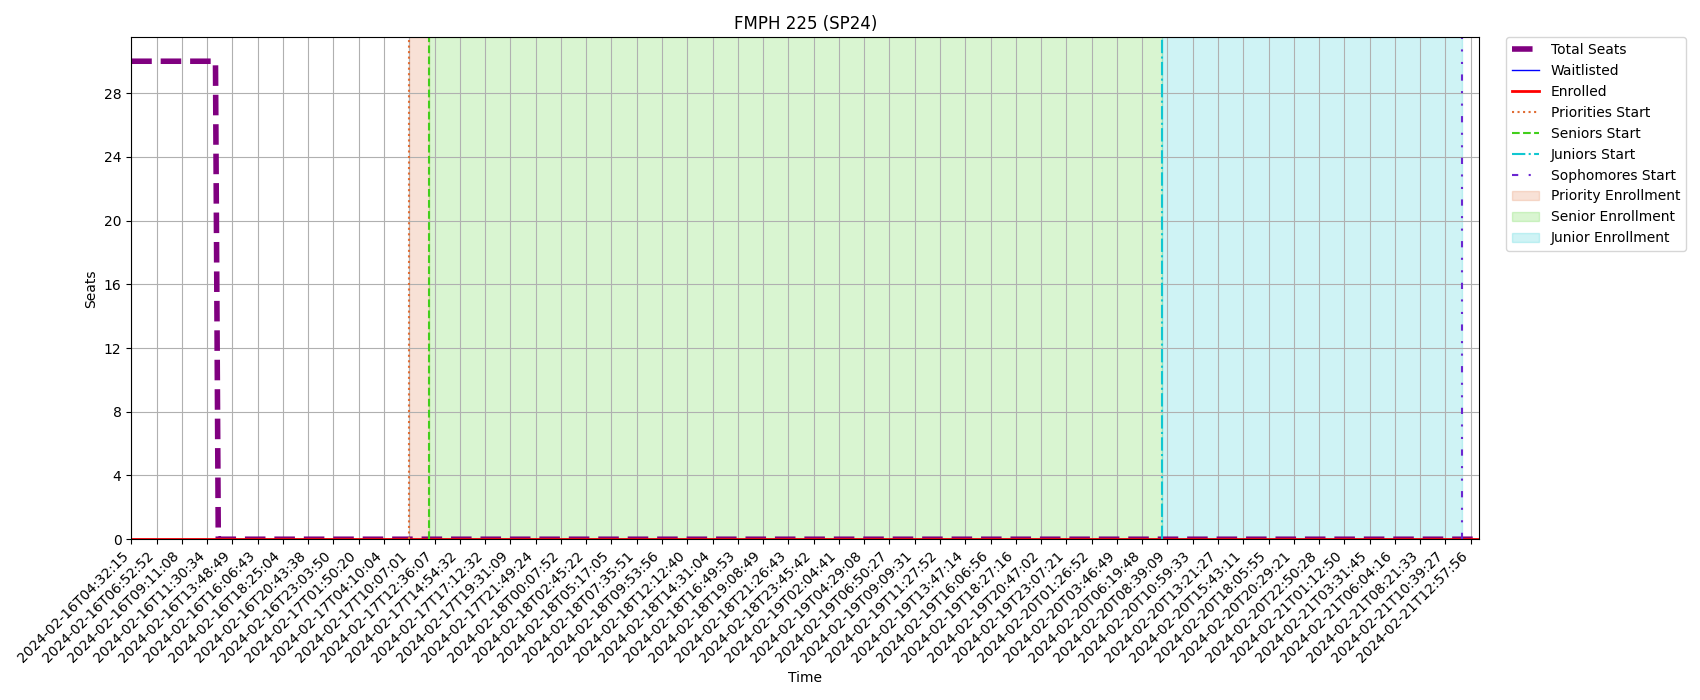 FMPH 225 (SP24)
Total Seats
Waitlisted
Enrolled
Priorities Start
Seniors Start
Juniors Start
Sophomores Start
Priority Enrollment
Senior Enrollment
Junior Enrollment
Seats
28
24
20
16
12
8
4
0
2024-02-16T04:32:15
2024-02-16T06:52:52
2024-02-16T09:11:08
2024-02-16T11:30:34
2024-02-16T13:48:49
2024-02-16T16:06:43
2024-02-16T18:25:04
2024-02-16T20:43:38
2024-02-16T23:03:50
2024-02-17T01:50:20
2024-02-17T04:10:04
2024-02-17T10:07:01
2024-02-17T12:36:07
2024-02-17T14:54:32
2024-02-17T17:12:32
2024-02-17T19:31:09
2024-02-17T21:49:24
2024-02-18T00:07:52
2024-02-18T02:45:22
2024-02-18T05:17:05
2024-02-18T07:35:51
2024-02-18T09:53:56
2024-02-18T12:12:40
2024-02-18T14:31:04
2024-02-18T16:49:53
2024-02-18T19:08:49
2024-02-18T21:26:43
2024-02-18T23:45:42
2024-02-19T02:04:41
2024-02-19T04:29:08
2024-02-19T06:50:27
2024-02-19T09:09:31
2024-02-19T11:27:52
2024-02-19T13:47:14
2024-02-19T16:06:56
2024-02-19T18:27:16
2024-02-19T20:47:02
2024-02-19T23:07:21
2024-02-20T01:26:52
2024-02-20T03:46:49
2024-02-20T06:19:48
2024-02-20T08:39:09
2024-02-20T10:59:33
2024-02-20T13:21:27
2024-02-20T15:43:11
2024-02-20T18:05:55
2024-02-20T20:29:21
2024-02-20T22:50:28
2024-02-21T01:12:50
2024-02-21T03:31:45
2024-02-21T06:04:16
2024-02-21T08:21:33
2024-02-21T10:39:27
2024-02-21T12:57:56
Time